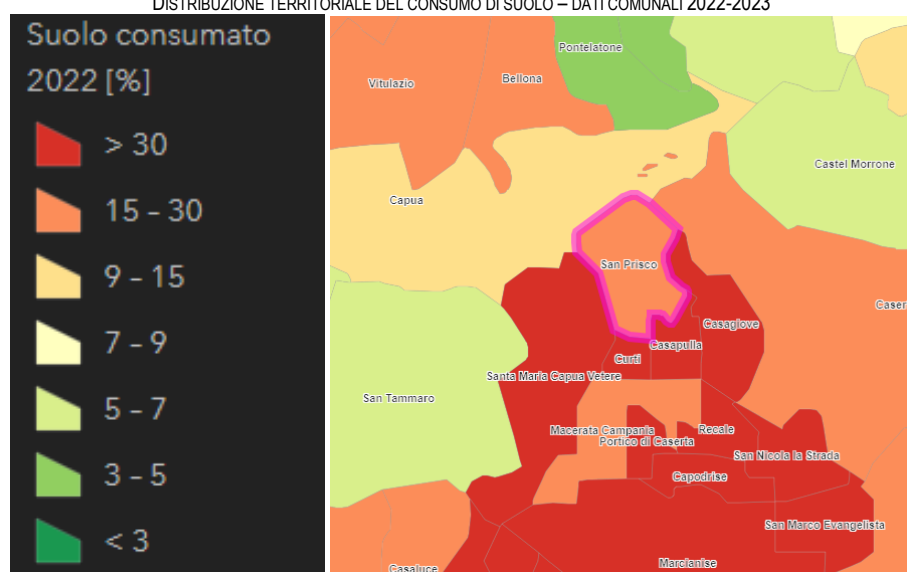 DISTRIBUZIONE TERRITORIALE DEL CONSUMO DI SUOLO – DATI COMUNALI 2022-2023
Suolo consumato
2022 [%]
> 30
15 - 30
9 - 15
7 - 9
5 - 7
3 - 5
< 3
Pontelatone
Vitulazio
Bellona
Castel Morrone
Capua
San Prisco
Caser
Casagiove
Casapulla
Curti
Santa Maria Capua Vetere
San Tammaro
Macerata Campania
Recale
Portico di Caserta
San Nicola la Strada
Capodrise
San Marco Evangelista
Marcianise
Casaluce